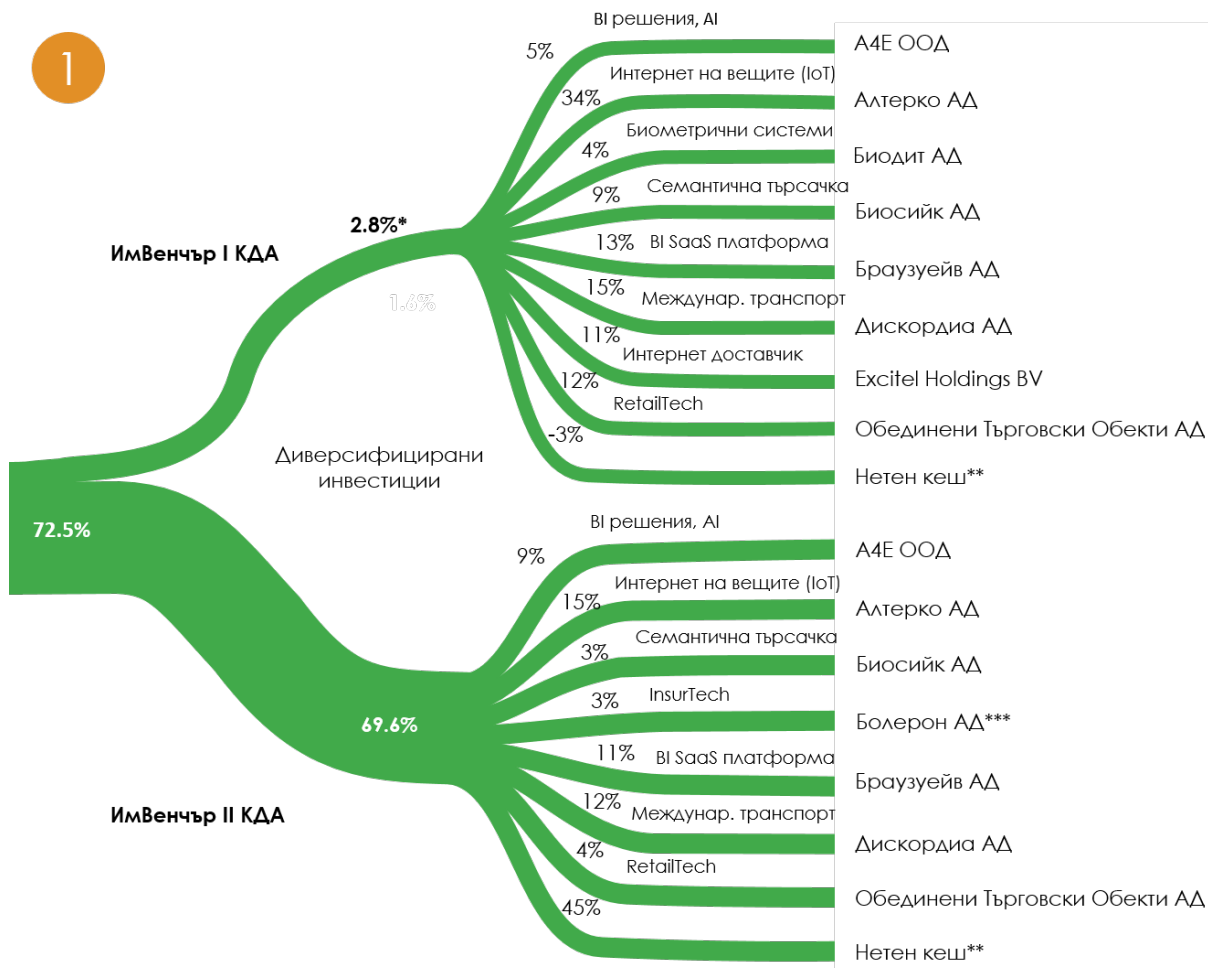 1
BI решения, AI
5%
А4Е ООД
Интернет на вещите (IoT)
34%
Алтерко АД
Биометрични системи
4%
Биодит АД
Семантична търсачка
9%
Биосийк АД
2.8%*
ИмВенчър I КДА
13%
BI SaaS платформа
Браузуейв АД
1.6%
15%
Междунар. транспорт
Дискордиа АД
11%
Интернет доставчик
Excitel Holdings BV
12%
RetailTech
Обединени Търговски Обекти АД
-3%
Нетен кеш**
Диверсифицирани
инвестиции
72.5%
BI решения, AI
9%
А4Е ООД
Интернет на вещите (IoT)
15%
Алтерко АД
Семантична търсачка
3%
Биосийк АД
InsurTech
3%
Болерон АД***
69.6%
11%
BI SaaS платформа
Браузуейв АД
12%
Междунар. транспорт
ИмВенчър II КДА
Дискордиа АД
4%
RetailTech
Обединени Търговски Обекти АД
45%
Нетен кеш**